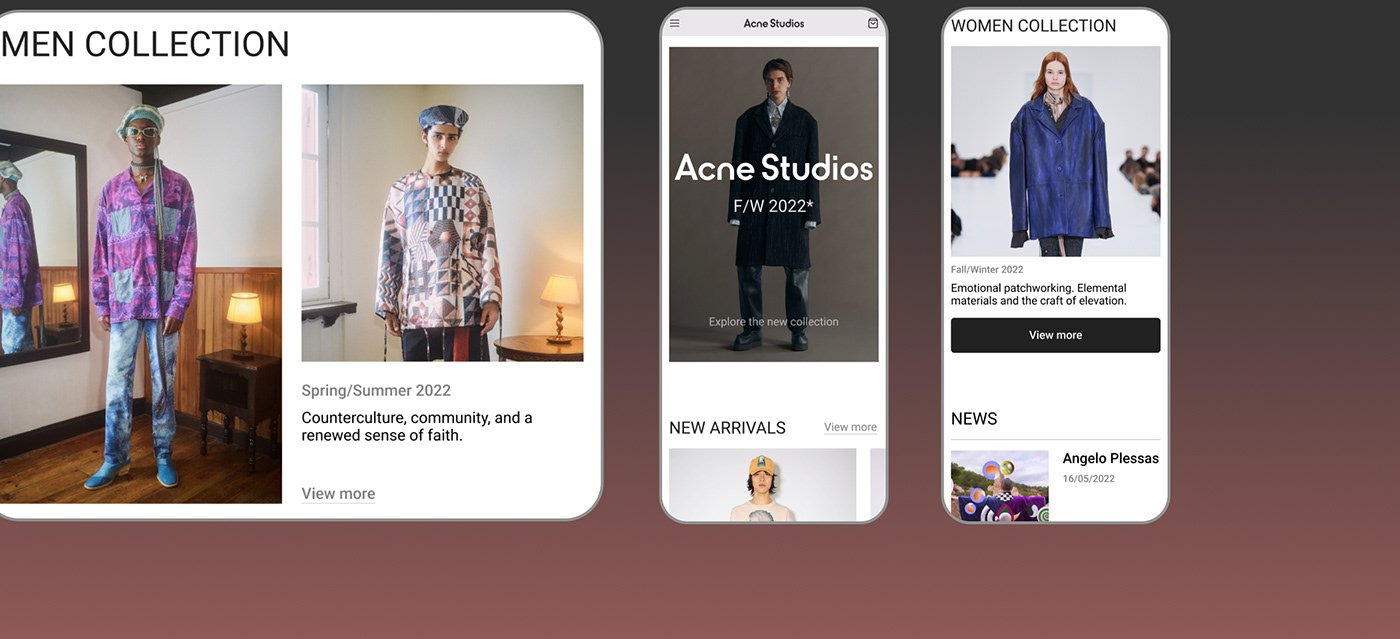 MEN COLLECTION
Spring/Summer 2022
Counterculture, community, and a
renewed sense of faith.
View more
Acne Studios
Acne Studios
F/W 2022*
Explore the new collection
NEW ARRIVALS
View more
WOMEN COLLECTION
Fall/Winter 2022
Emotional patchworking. Elemental
materials and the craft of elevation.
View more
NEWS
Angelo Plessas
16/05/2022